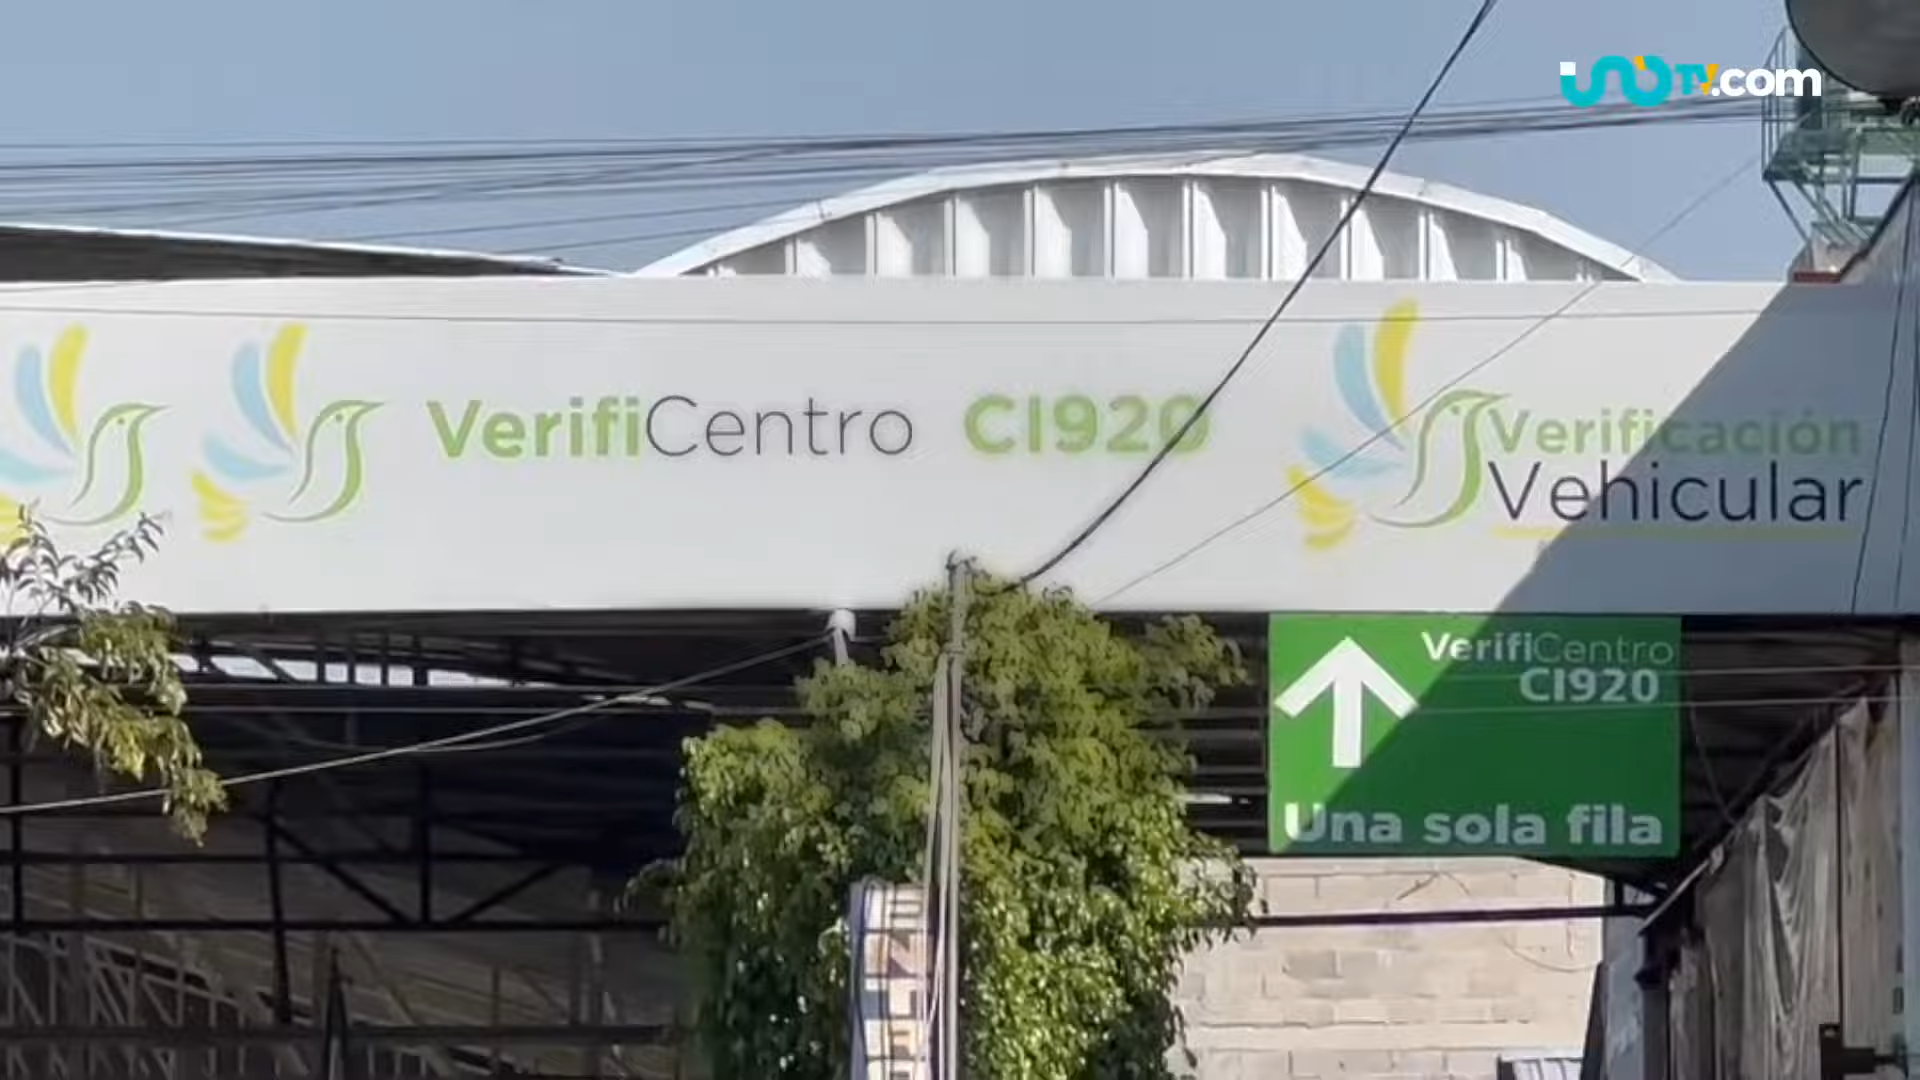 unoTV.com
VerifiCentro CI920
Verificación
Vehicular
VerifiCentro
CI920
Una sola fila